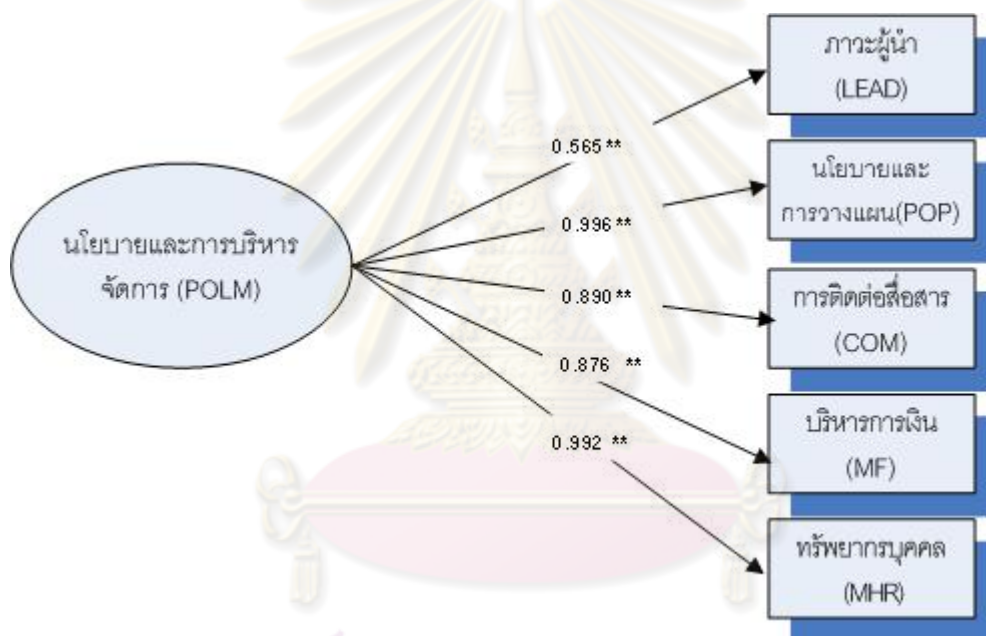 นโยบายและการบริหาร
จัดการ (POLM)
0.565**
0.996**
0.890**
0.876 **
0.992 **
ภาวะผู้นำ
(LEAD)
นโยบายและ
การวางแผน(POP)
การติดต่อสื่อสาร
(COM)
บริหารการเงิน
(MF)
ทรัพยากรบุคคล
(MHR)